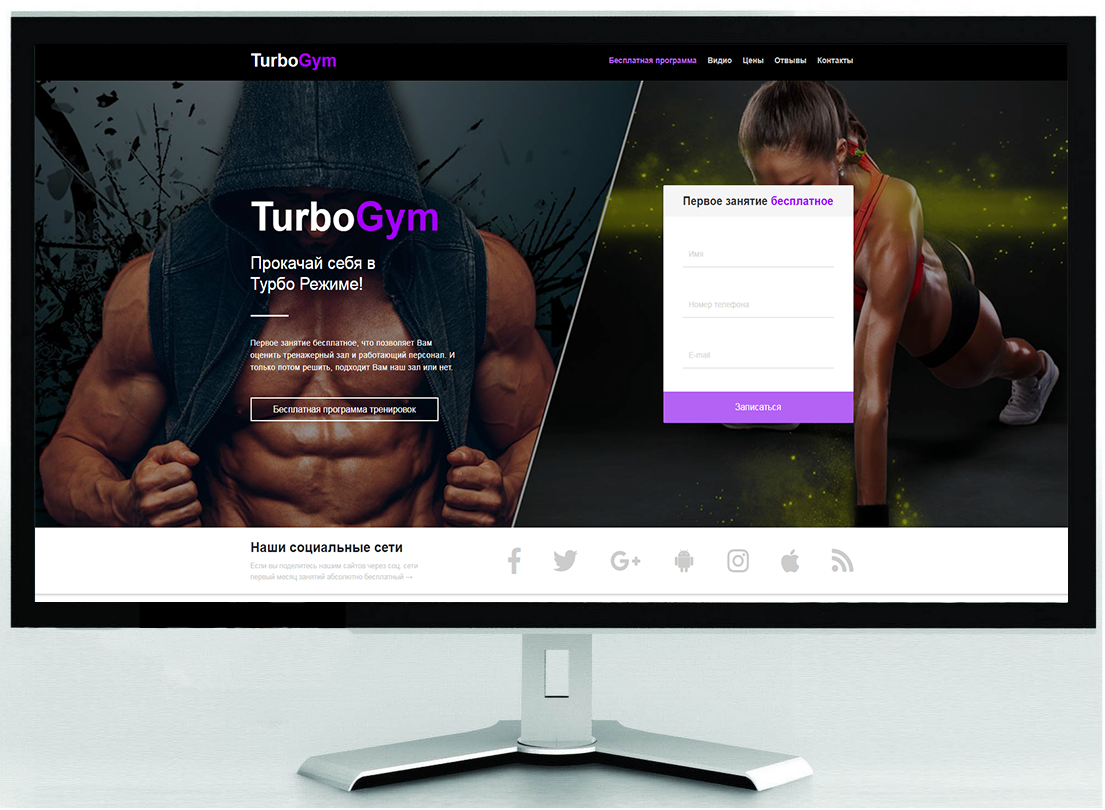 TurboGym
Бесплатная программа Видио Цены Отзывы Контакты
TurboGym
Прокачай себя в
Турбо Режиме!
Первое занятие бесплатное, что позволяет Вам
оценить тренажерный зал и работающий персонал. И
только потом решить, подходит Вам наш зал или нет.
Бесплатная программа тренировок
Первое занятие бесплатное
Имя
Номер телефона
E-mail
Записаться
Наши социальные сети
Если вы поделитесь нашим сайтов через соц. сети
первый месяц занятий абсолютно бесплатный →